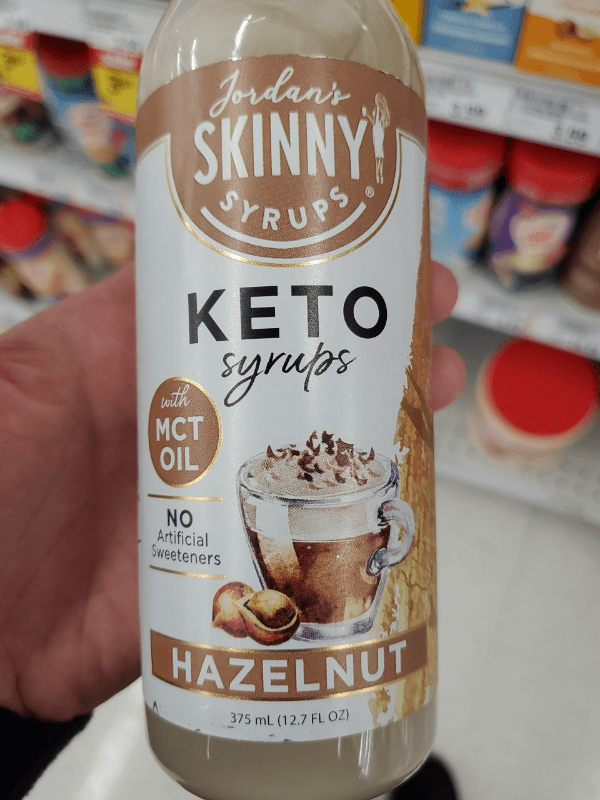 Jordan's
SKINNY
SYRUPS®
KETO
syrups
with
MCT
OIL
NO
Artificial
Sweeteners
HAZELNUT
375 mL (12.7 FL OZ)